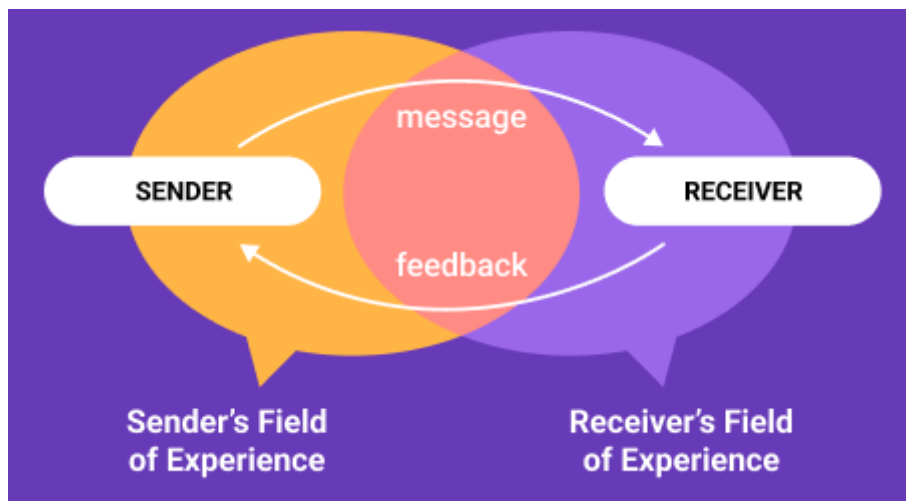 message
SENDER
RECEIVER
feedback
Sender’s Field
of Experience
Receiver’s Field
of Experience